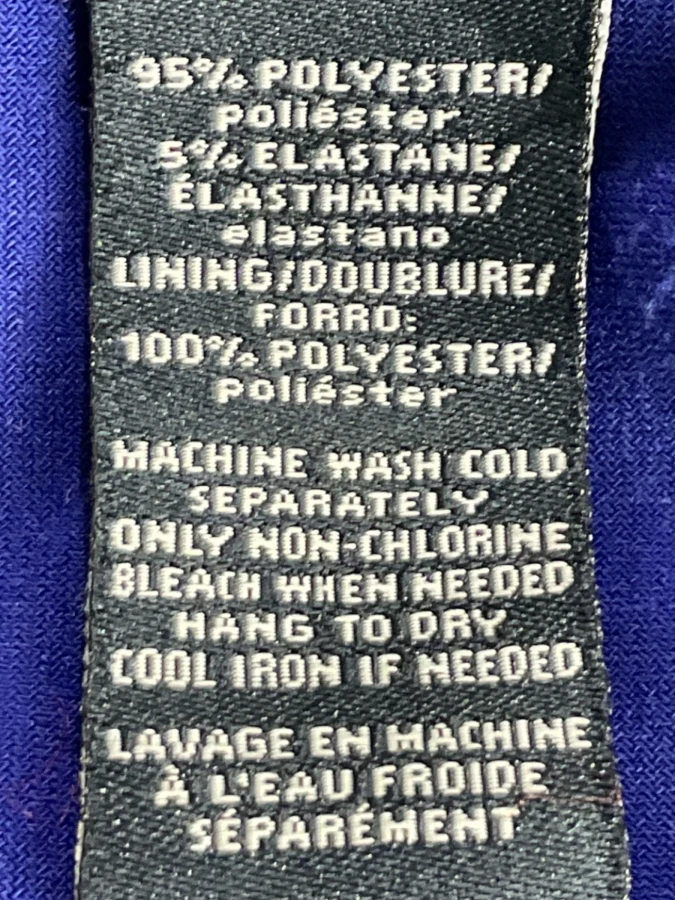 95% POLYESTER/
poliéster
5% ELASTANE/
ÉLASTHANNE/
elastano
LINING/DOUBLURE/
FORRO:
100% POLYESTER/
poliéster
MACHINE WASH COLD
SEPARATELY
ONLY NON-CHLORINE
BLEACH WHEN NEEDED
HANG TO DRY
COOL IRON IF NEEDED
LAVAGE EN MACHINE
À L'EAU FROIDE
SÉPARÉMENT